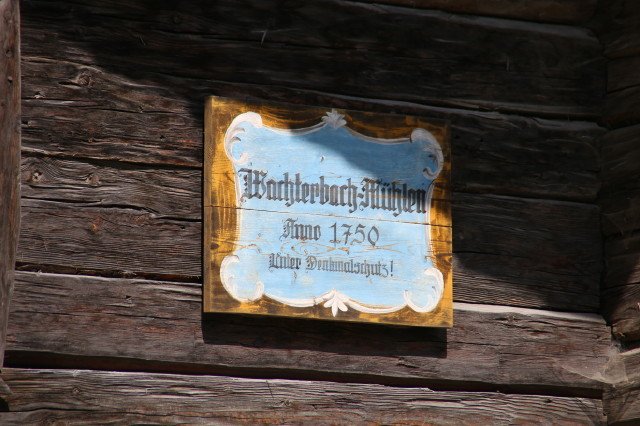 Wachterbach-Mühlen
Anno 1750
Unter Denkmalschutz!